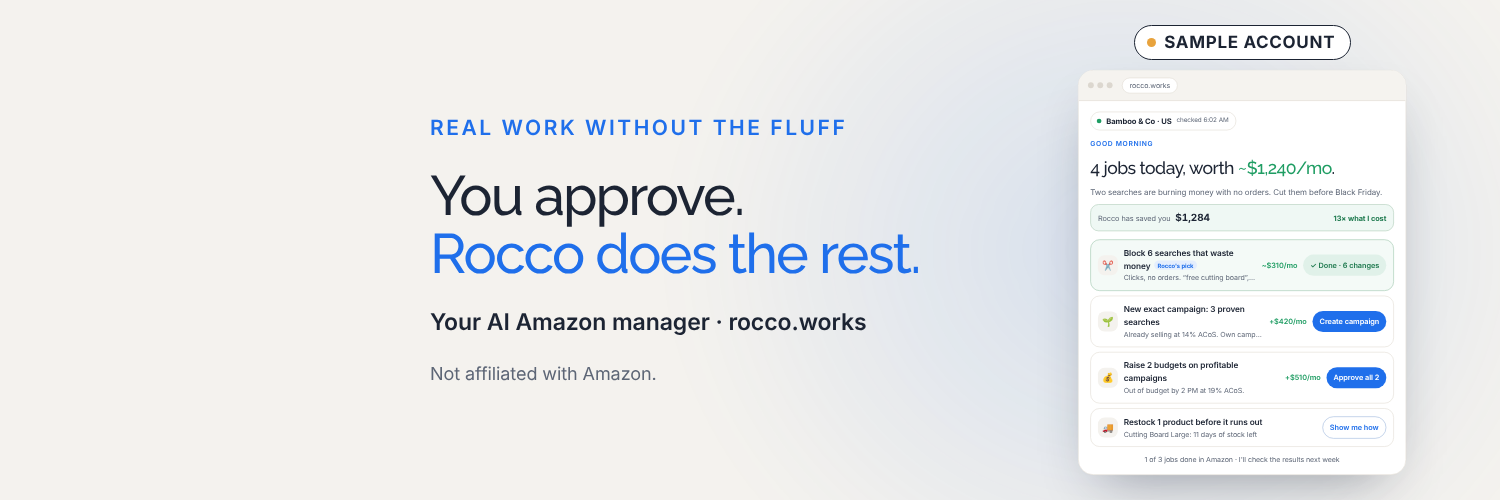 REAL WORK WITHOUT THE FLUFF
You approve.
Rocco does the rest.
Your AI Amazon manager · rocco.works
Not affiliated with Amazon.
SAMPLE ACCOUNT
rocco.works
Bamboo & Co · US checked 6:02 AM
GOOD MORNING
4 jobs today, worth ~$1,240/mo.
Two searches are burning money with no orders. Cut them before Black Friday.
Rocco has saved you $1,284 13× what I cost
Block 6 searches that waste
money Rocco's pick
Clicks, no orders. "free cutting board",...
~$310/mo ✓ Done · 6 changes
New exact campaign: 3 proven
searches
Already selling at 14% ACoS. Own camp...
+$420/mo Create campaign
Raise 2 budgets on profitable
campaigns
Out of budget by 2 PM at 19% ACoS.
+$510/mo Approve all 2
Restock 1 product before it runs out
Cutting Board Large: 11 days of stock left
Show me how
1 of 3 jobs done in Amazon · I'll check the results next week